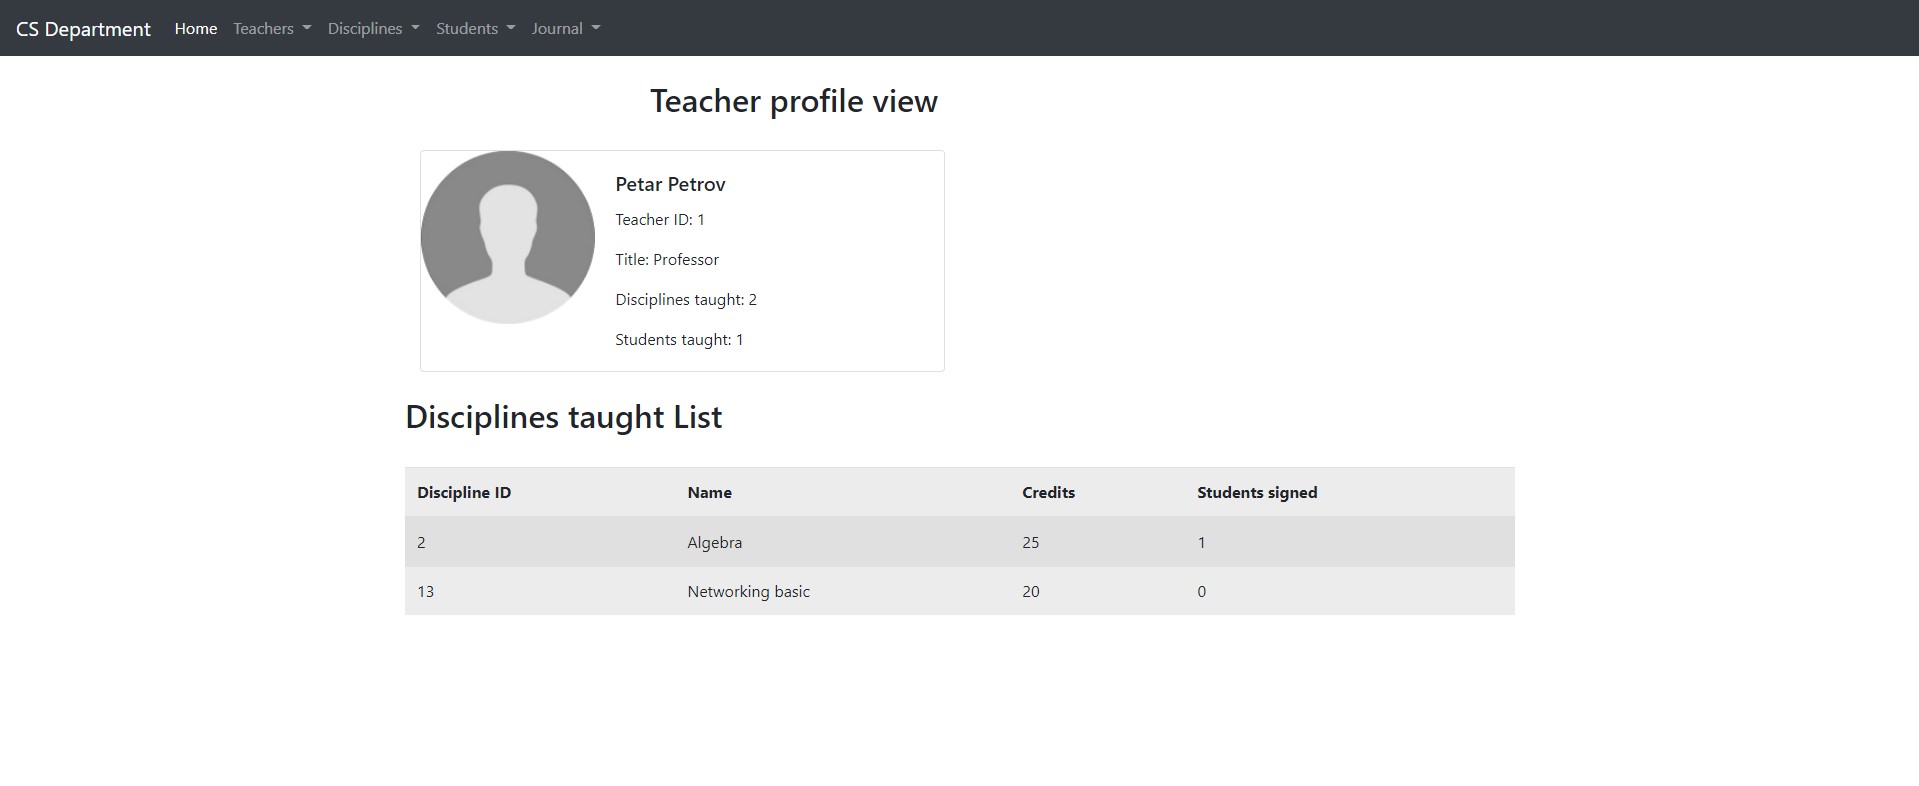 CS Department Home Teachers Disciplines Students Journal
Teacher profile view
Petar Petrov
Teacher ID: 1
Title: Professor
Disciplines taught: 2
Students taught: 1
Disciplines taught List
Discipline ID Name Credits Students signed
2 Algebra 25 1
13 Networking basic 20 0